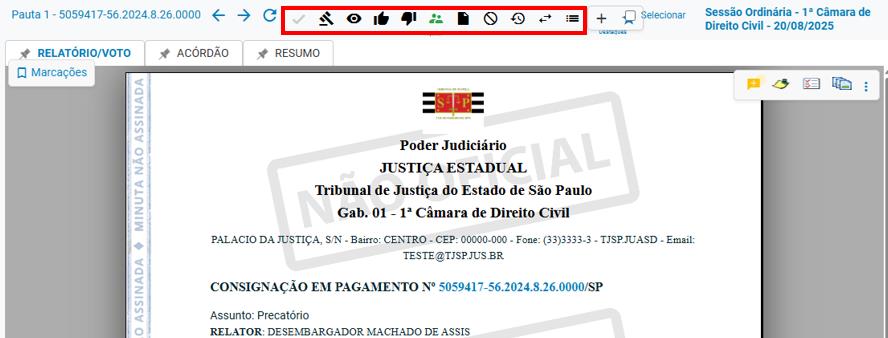 Pauta 1 - 5059417-56.2024.8.26.0000
Selecionar
Destaques
Sessão Ordinária - 1ª Câmara de
Direito Civil - 20/08/2025
RELATÓRIO/VOTO
ACÓRDÃO
RESUMO
Marcações
MINUTA NÃO ASSINADA
O ASSINADA
NÃO OFICIAL
S P
Poder Judiciário
JUSTIÇA ESTADUAL
Tribunal de Justiça do Estado de São Paulo
Gab. 01 - 1ª Câmara de Direito Civil
PALACIO DA JUSTIÇA, S/N - Bairro: CENTRO - CEP: 00000-000 - Fone: (33)3333-3 - TJSPJUASD - Email:
TESTE@TJSPJUS.BR
CONSIGNAÇÃO EM PAGAMENTO Nº 5059417-56.2024.8.26.0000/SP
Assunto: Precatório
RELATOR: DESEMBARGADOR MACHADO DE ASSIS